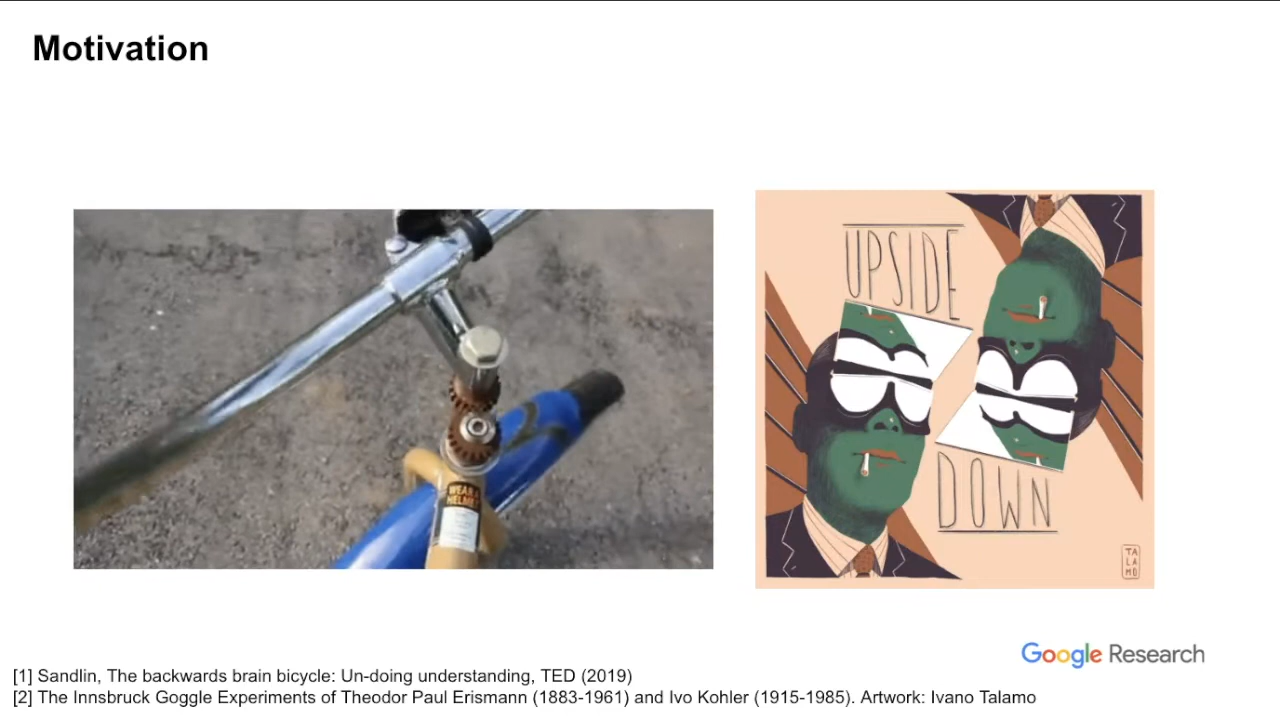 Motivation
WEAR A
HELMET
UPSIDE
DOWN
TA
LA
MO
Google Research
[1] Sandlin, The backwards brain bicycle: Un-doing understanding, TED (2019)
[2] The Innsbruck Goggle Experiments of Theodor Paul Erismann (1883-1961) and Ivo Kohler (1915-1985). Artwork: Ivano Talamo